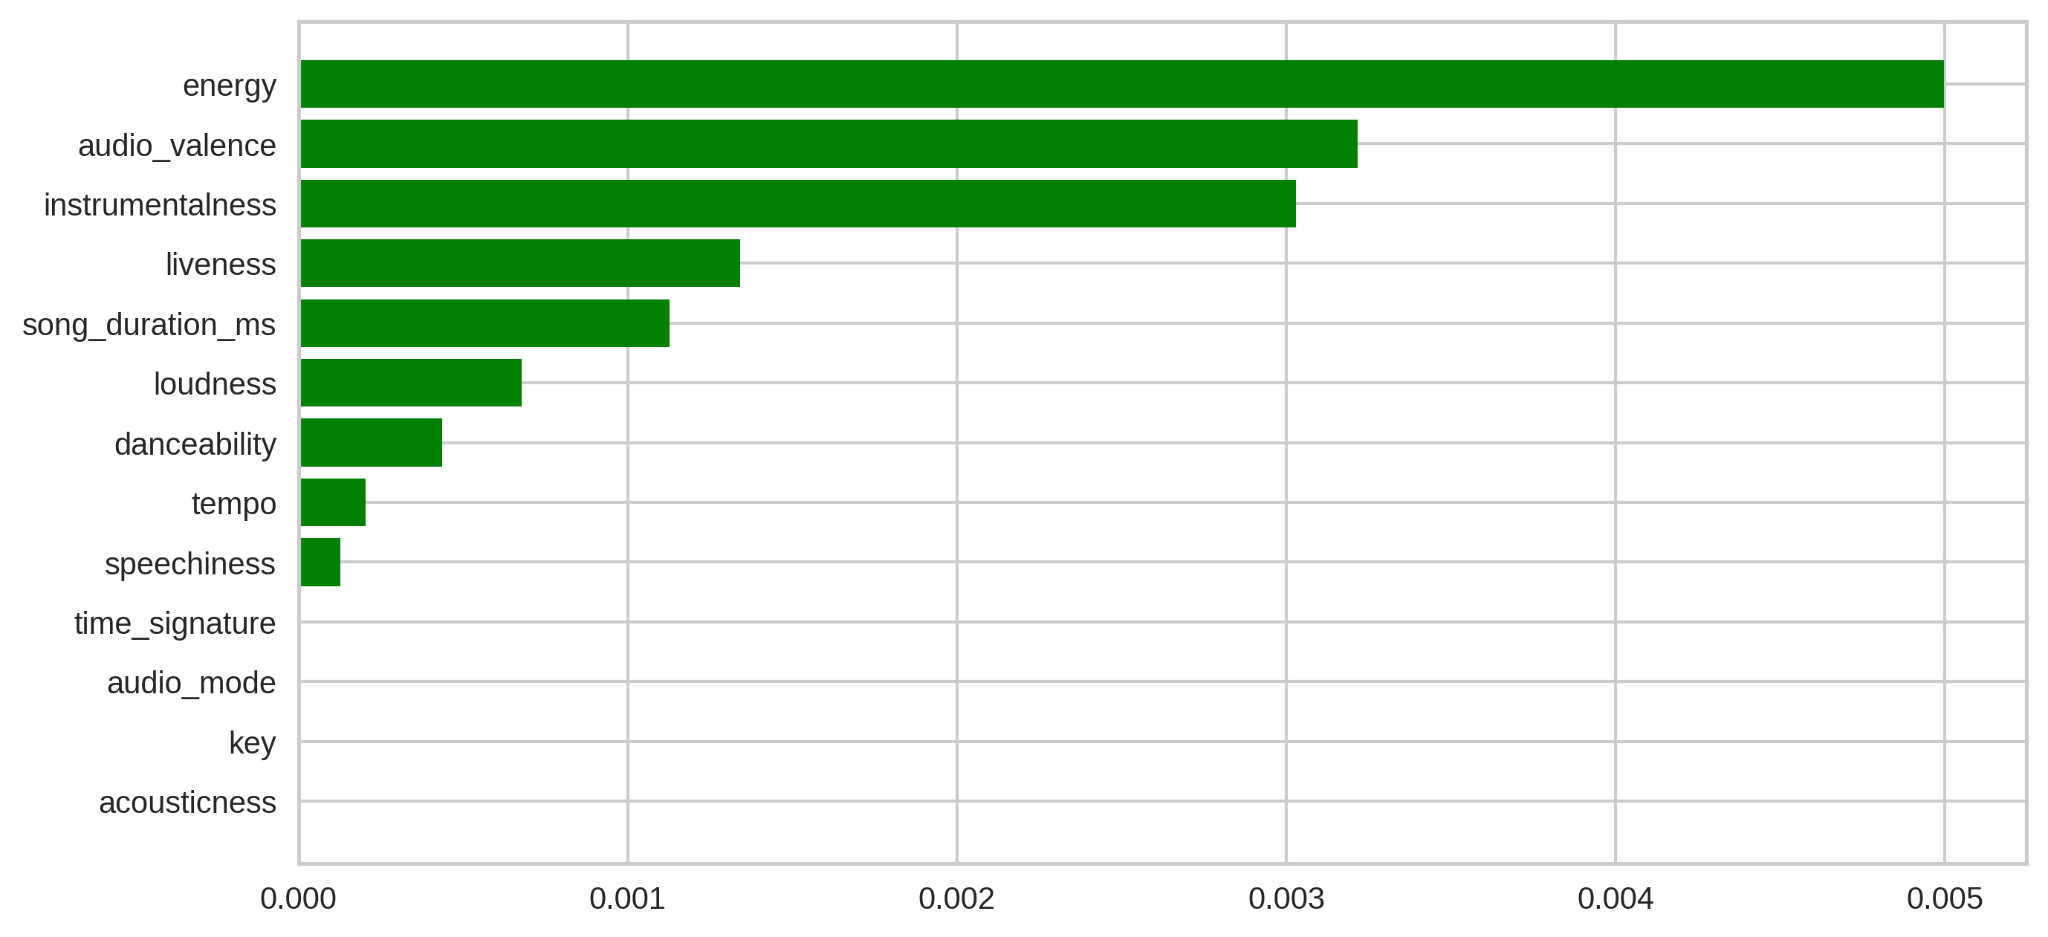 energy
audio_valence
instrumentalness
liveness
song_duration_ms
loudness
danceability
tempo
speechiness
time_signature
audio_mode
key
acousticness
0.000 0.001 0.002 0.003 0.004 0.005